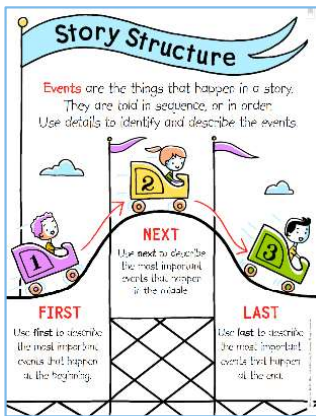 Story Structure
Events are the things that happen in a story.
They are told in sequence, or in order.
Use details to identify and describe the events.
2
1
3
NEXT
Use next to describe
the most important
events that happen
in the middle.
FIRST
Use first to describe
the most important
events that happen
at the beginning.
LAST
Use last to describe
the most important
events that happen
at the end.